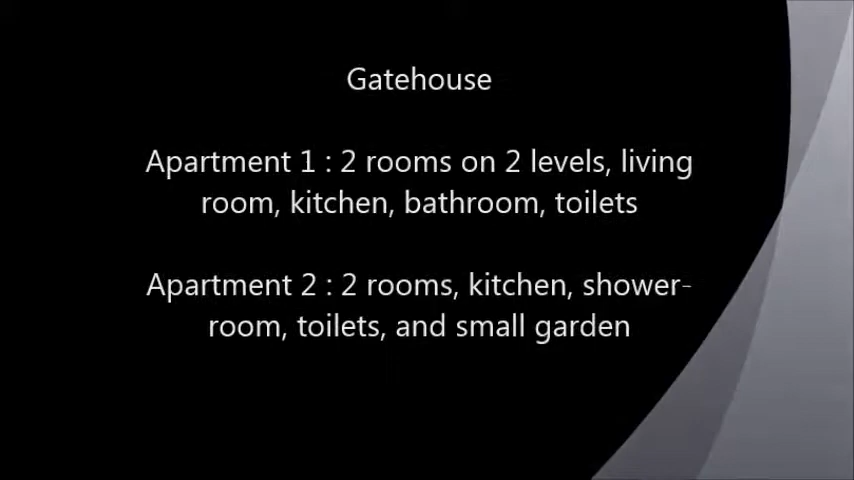 Gatehouse
Apartment 1 : 2 rooms on 2 levels, living
room, kitchen, bathroom, toilets
Apartment 2 : 2 rooms, kitchen, shower-
room, toilets, and small garden